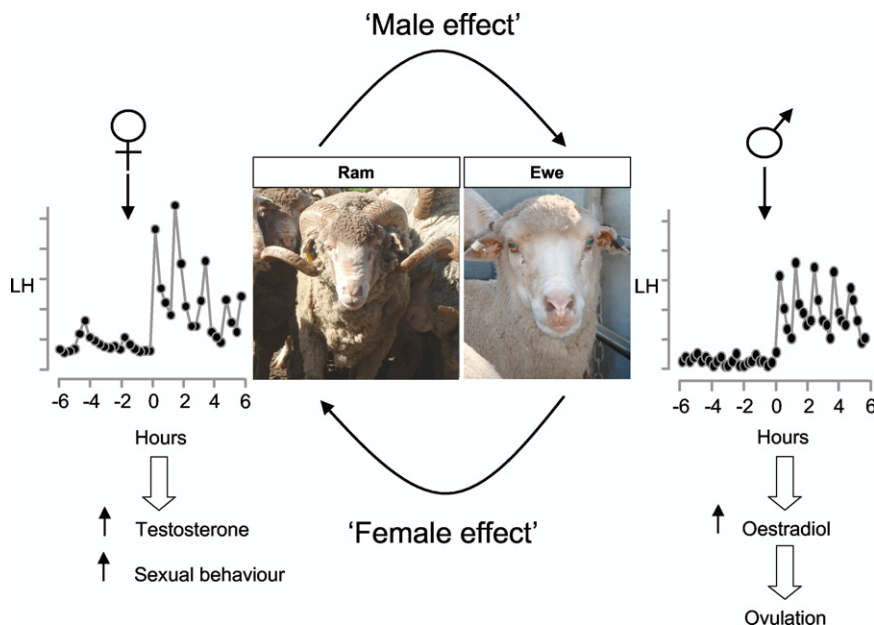 ‘Male effect’
Ram
Ewe
LH
-6 -4 -2 0 2 4 6
Hours
Testosterone
Sexual behaviour
LH
-6 -4 -2 0 2 4 6
Hours
Oestradiol
Ovulation
‘Female effect’